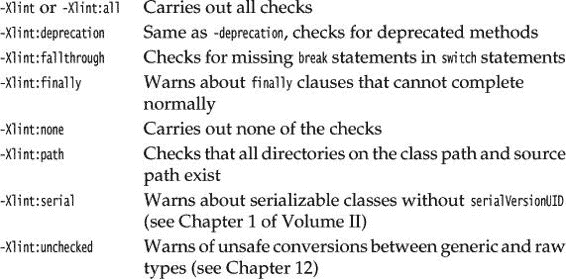 -Xlint or -Xlint:all Carries out all checks
-Xlint:deprecation Same as -deprecation, checks for deprecated methods
-Xlint:fallthrough Checks for missing break statements in switch statements
-Xlint:finally Warns about finally clauses that cannot complete
normally
-Xlint:none Carries out none of the checks
-Xlint:path Checks that all directories on the class path and source
path exist
-Xlint:serial Warns about serializable classes without serialVersionUID
(see Chapter 1 of Volume II)
-Xlint:unchecked Warns of unsafe conversions between generic and raw
types (see Chapter 12)